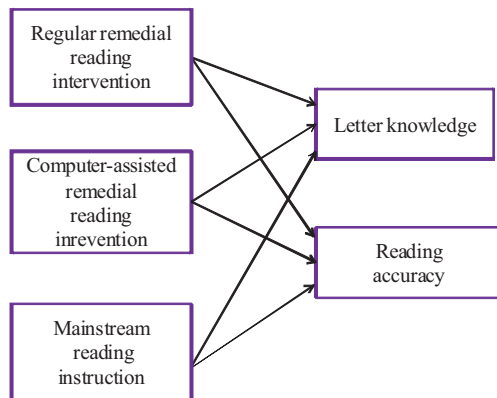 Regular remedial
reading
intervention
Letter knowledge
Computer-assisted
remedial
reading
inrevention
Reading
accuracy
Mainstream
reading
instruction